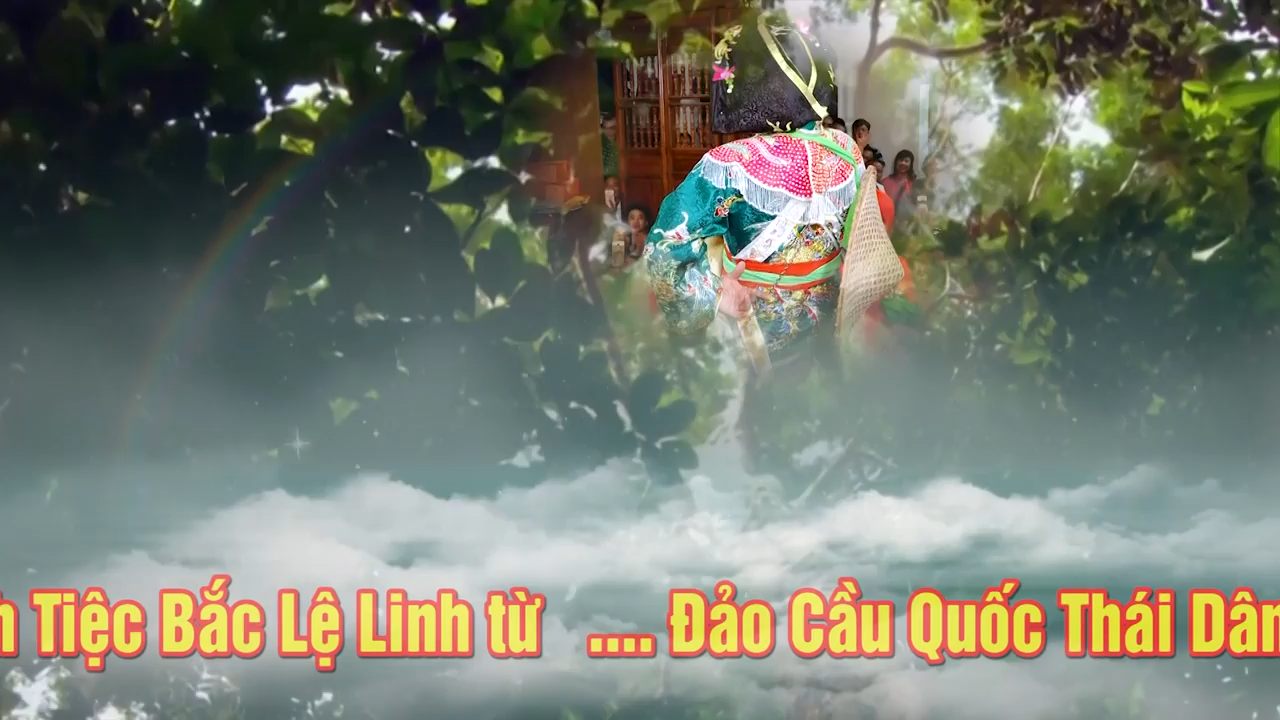 Tiệc Bắc Lệ Linh từ .... Đảo Cầu Quốc Thái Dân